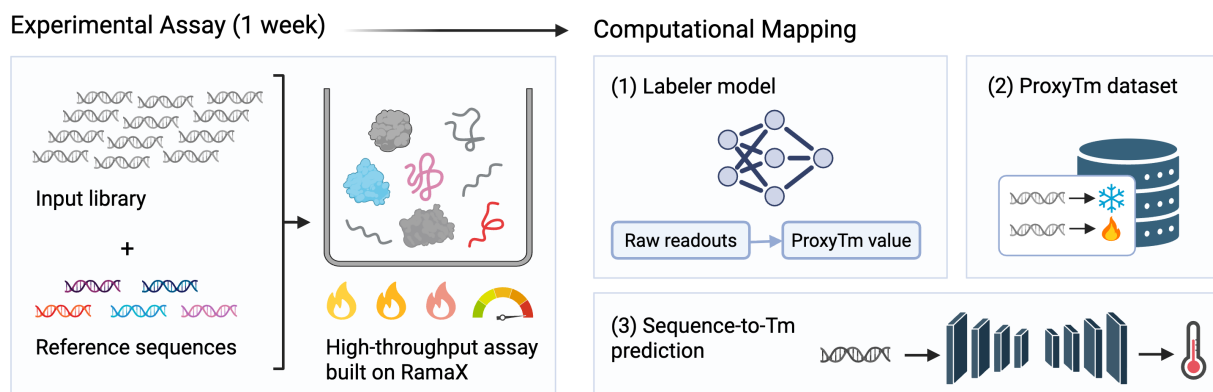 Experimental Assay (1 week)
Input library
+
Reference sequences
High-throughput assay
built on RamaX
Computational Mapping
(1) Labeler model
Raw readouts
ProxyTm value
(2) ProxyTm dataset
(3) Sequence-to-Tm
prediction